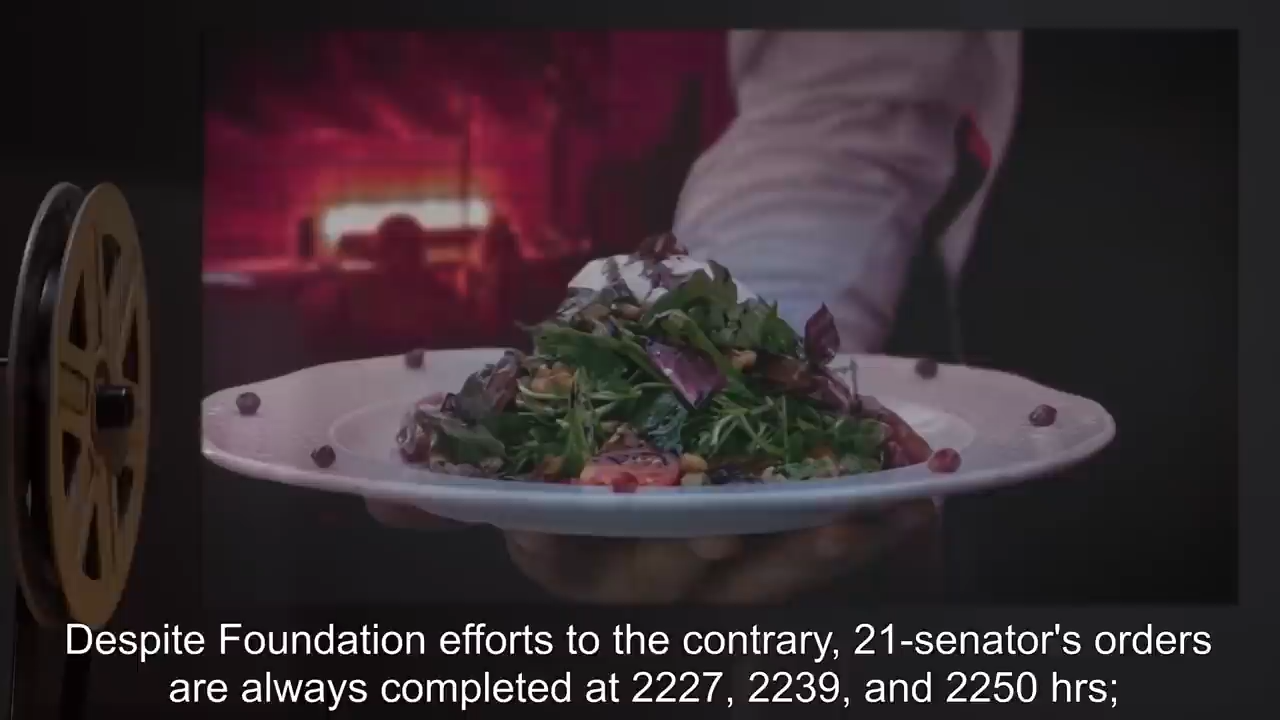 Despite Foundation efforts to the contrary, 21-senator's orders
are always completed at 2227, 2239, and 2250 hrs;